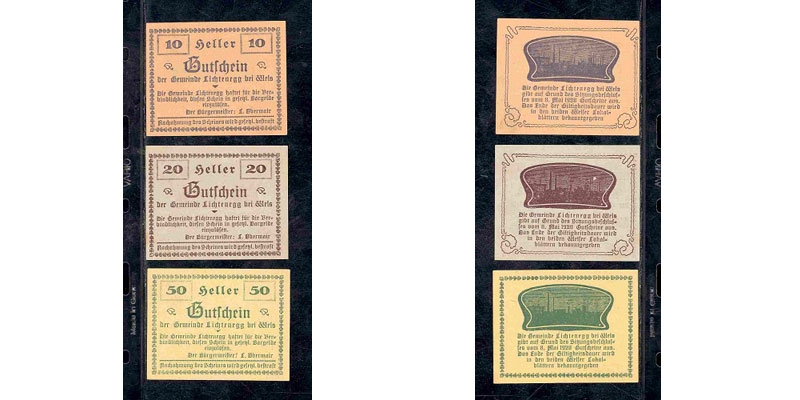 10 Heller 10
Gutschein
der Gemeinde Lichtenegg bei Wels
Die Gemeinde Lichtenegg haftet für die Ver-
bindlichkeit, diesen Schein in gesetzl. Bargelde
einzulösen.
Der Bürgermeister: L. Obermair
Nachahmung des Scheines wird gesetzl. bestraft
20 Heller 20
Gutschein
der Gemeinde Lichtenegg bei Wels
Die Gemeinde Lichtenegg haftet für die Ver-
bindlichkeit, diesen Schein in gesetzl. Bargelde
einzulösen.
Der Bürgermeister: L. Obermair
Nachahmung des Scheines wird gesetzl. bestraft
50 Heller 50
Gutschein
der Gemeinde Lichtenegg bei Wels
Die Gemeinde Lichtenegg haftet für die Ver-
bindlichkeit, diesen Schein in gesetzl. Bargelde
einzulösen.
Der Bürgermeister: L. Obermair
Nachahmung des Scheines wird gesetzl. bestraft
Die Gemeinde Lichtenegg bei Wels
gibt auf Grund des Sitzungsbeschlus-
ses vom 8. Mai 1920 Gutscheine aus.
Das Ende der Giltigkeitsdauer wird
in den beiden Welser Lokal-
blättern bekanntgegeben
Die Gemeinde Lichtenegg bei Wels
gibt auf Grund des Sitzungsbeschlus-
ses vom 8. Mai 1920 Gutscheine aus.
Das Ende der Giltigkeitsdauer wird
in den beiden Welser Lokal-
blättern bekanntgegeben
Die Gemeinde Lichtenegg bei Wels
gibt auf Grund des Sitzungsbeschlus-
ses vom 8. Mai 1920 Gutscheine aus.
Das Ende der Giltigkeitsdauer wird
in den beiden Welser Lokal-
blättern bekanntgegeben